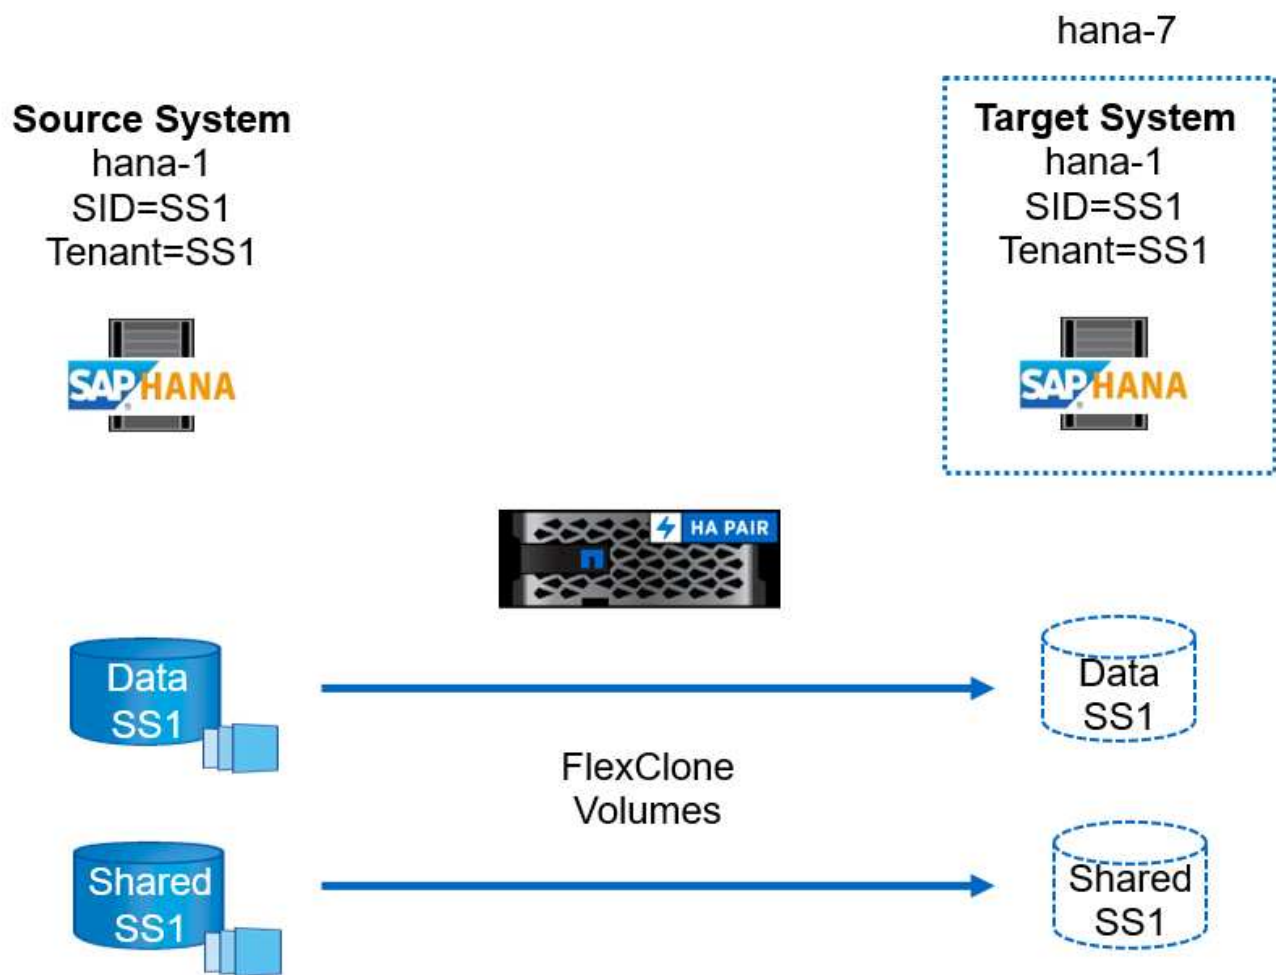 hana-7
Source System
hana-1
SID=SS1
Tenant=SS1
SAP HANA
Target System
hana-1
SID=SS1
Tenant=SS1
SAP HANA
HA PAIR
Data
SS1
Data
SS1
FlexClone
Volumes
Shared
SS1
Shared
SS1